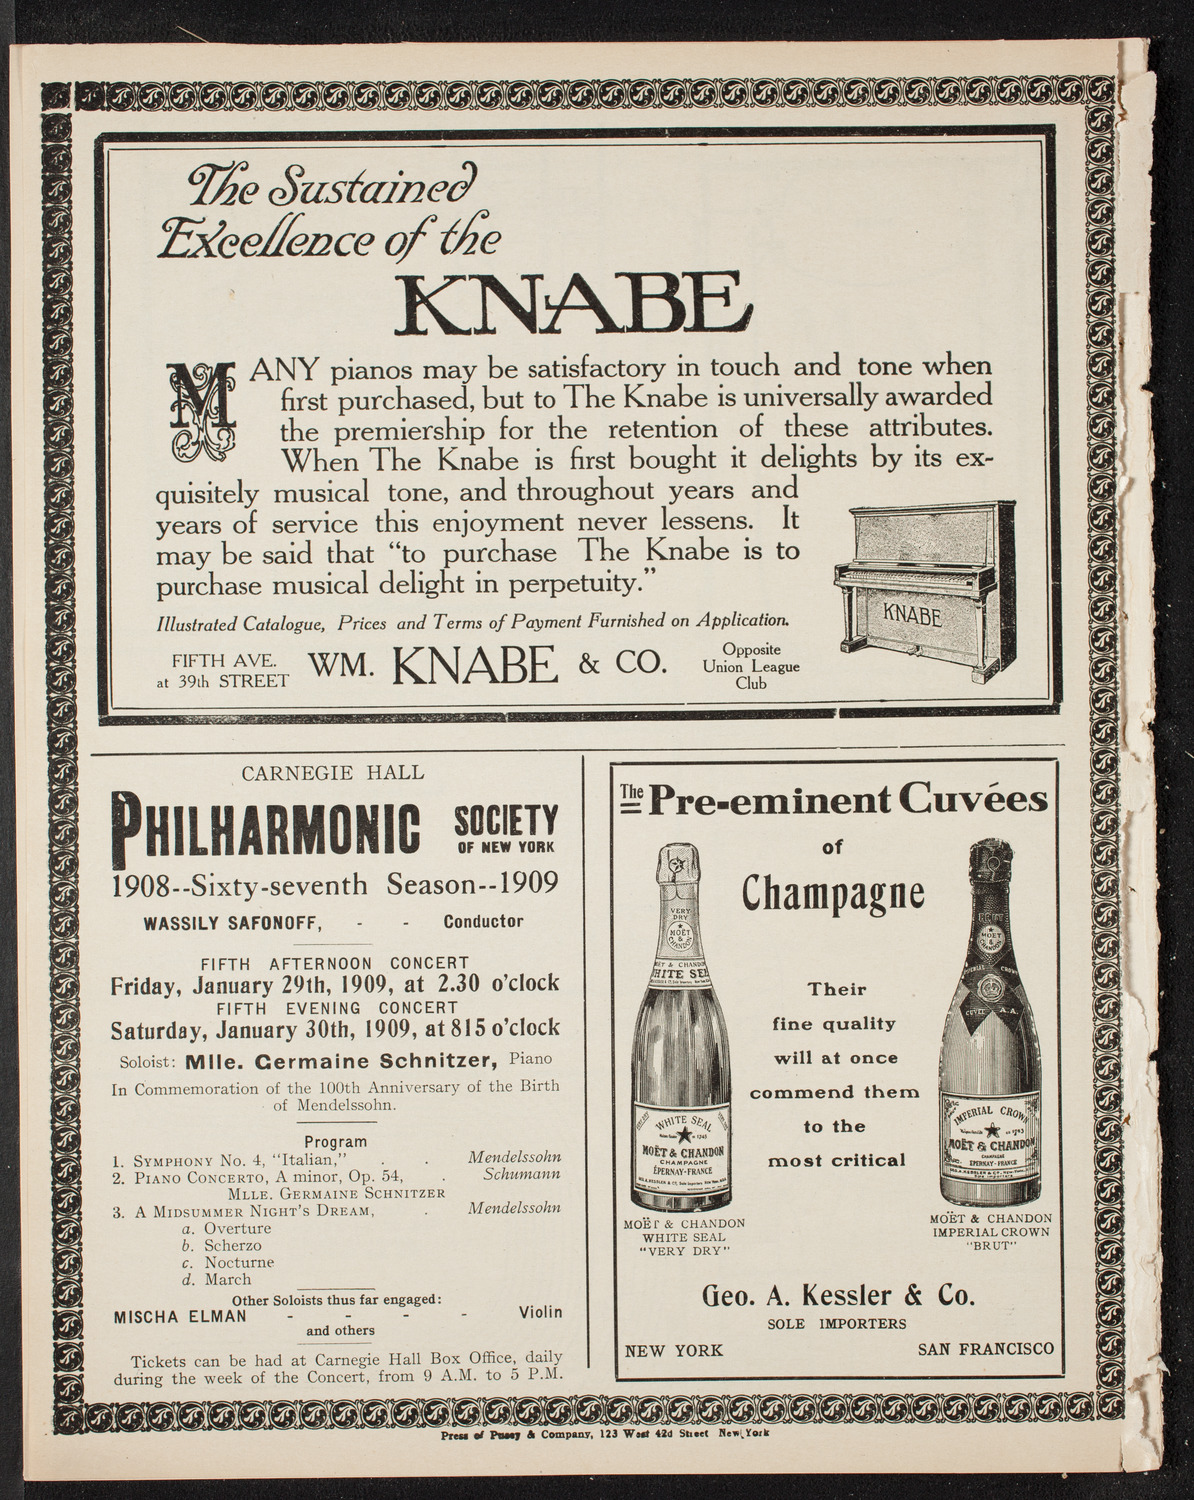 The Sustained
Excellence of the
KNABE
MANY pianos may be satisfactory in touch and tone when
first purchased, but to The Knabe is universally awarded
the premiership for the retention of these attributes.
When The Knabe is first bought it delights by its ex-
quisitely musical tone, and throughout years and
years of service this enjoyment never lessens. It
may be said that “to purchase The Knabe is to
purchase musical delight in perpetuity.”
KNABE
Illustrated Catalogue, Prices and Terms of Payment Furnished on Application.
FIFTH AVE.
at 39th STREET
WM. KNABE & CO.
Opposite
Union League
Club
CARNEGIE HALL
PHILHARMONIC SOCIETY
OF NEW YORK
1908--Sixty-seventh Season--1909
WASSILY SAFONOFF, - - Conductor
FIFTH AFTERNOON CONCERT
Friday, January 29th, 1909, at 2.30 o'clock
FIFTH EVENING CONCERT
Saturday, January 30th, 1909, at 815 o'clock
Soloist: Mlle. Germaine Schnitzer, Piano
In Commemoration of the 100th Anniversary of the Birth
of Mendelssohn.
Program
1. SYMPHONY No. 4, “Italian,” . . Mendelssohn
2. PIANO CONCERTO, A minor, Op. 54, . Schumann
MLLE. GERMAINE SCHNITZER
3. A MIDSUMMER NIGHT'S DREAM, . Mendelssohn
a. Overture
b. Scherzo
c. Nocturne
d. March
Other Soloists thus far engaged:
MISCHA ELMAN - - - - Violin
and others
Tickets can be had at Carnegie Hall Box Office, daily
during the week of the Concert, from 9 A.M. to 5 P.M.
The Pre-eminent Cuvées
of
Champagne
Their
fine quality
will at once
commend them
to the
most critical
VERY
DRY
MOËT
&
CHANDON
WHITE SEAL
MOËT & CHANDON
CHAMPAGNE
ÉPERNAY-FRANCE
BRUT
MOËT
&
CHANDON
CUVÉE A.A.
IMPERIAL CROWN
MOËT & CHANDON
CHAMPAGNE
ÉPERNAY-FRANCE
MOËT & CHANDON
WHITE SEAL
“VERY DRY”
MOËT & CHANDON
IMPERIAL CROWN
“BRUT”
Geo. A. Kessler & Co.
SOLE IMPORTERS
NEW YORK SAN FRANCISCO
Press of Pusey & Company, 123 West 42d Street New York